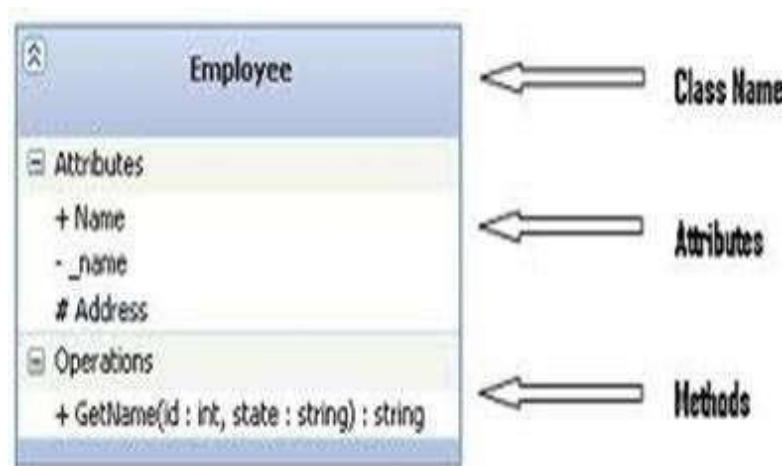 Employee
Class Name
Attributes
+ Name
- _name
# Address
Attributes
Operations
+ GetName(id : int, state : string) : string
Methods